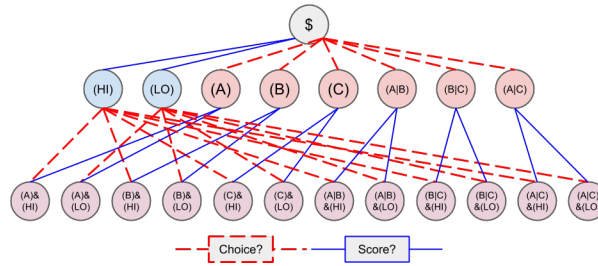 $
(HI) (LO) (A) (B) (C) (A|B) (B|C) (A|C)
(A)& (A)& (B)& (B)& (C)& (C)& (A|B) (A|B) (B|C) (B|C) (A|C) (A|C)
(HI) (LO) (HI) (LO) (HI) (LO) &(HI) &(LO) &(HI) &(LO) &(HI) &(LO)
Choice? Score?